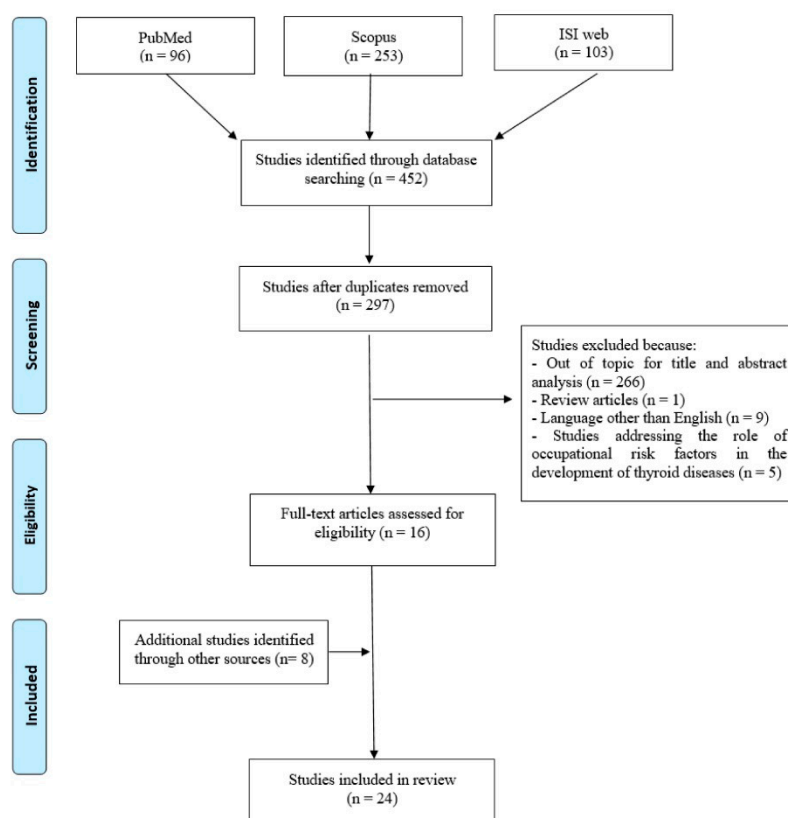 PubMed
(n = 96)
Scopus
(n = 253)
ISI web
(n = 103)
Identification
Studies identified through database
searching (n = 452)
Screening
Studies after duplicates removed
(n = 297)
Studies excluded because:
- Out of topic for title and abstract
analysis (n = 266)
- Review articles (n = 1)
- Language other than English (n = 9)
- Studies addressing the role of
occupational risk factors in the
development of thyroid diseases (n = 5)
Eligibility
Full-text articles assessed for
eligibility (n = 16)
Included
Additional studies identified
through other sources (n= 8)
Studies included in review
(n = 24)